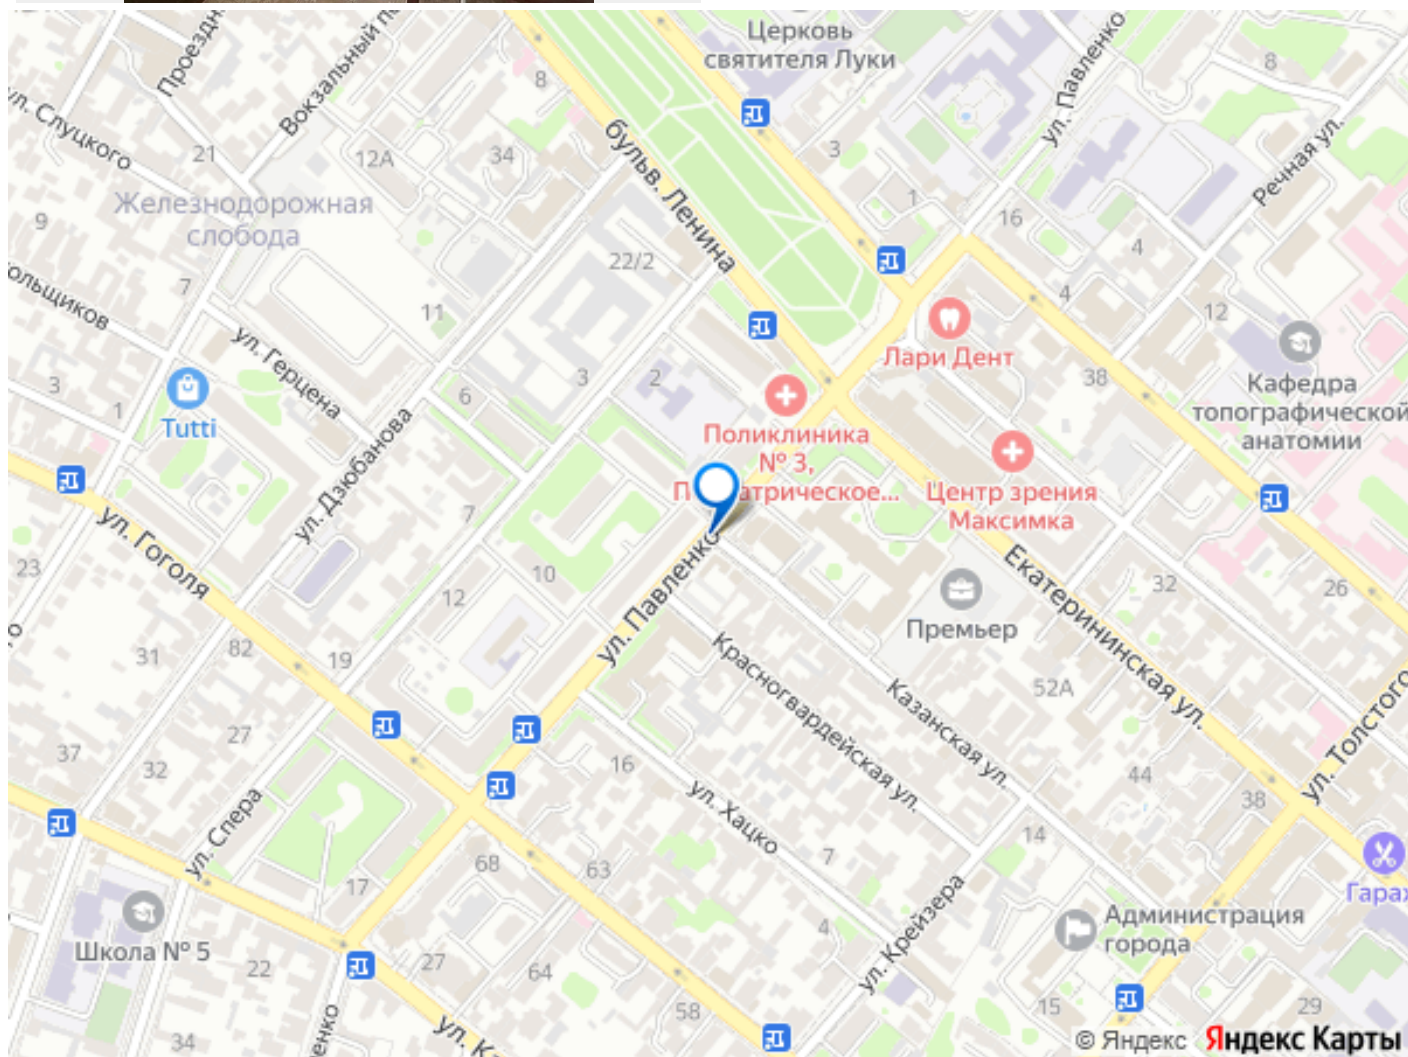 Церковь
святителя Луки
ул. Павленко
Проездн
Вокзальный п
8
8
ул. Слуцкого
21
12А
34
бульв. Ленина
3
1
16
Речная ул.
Железнодорожная
слобода
9
22/2
4
4
12
ольщиков
7
11
ул. Герцена
Лари Дент
38
Кафедра
топографической
анатомии
3
1
Tutti
6
3
2
Поликлиника
№ 3,
П атрическое...
Центр зрения
Максимка
ул. Дзюбанова
7
ул. Гоголя
23
10
12
ул. Павленко
Екатерининская ул.
32
26
Премьер
31
82
19
Красногвардейская ул.
Казанская ул.
52А
ул. Толстого
37
27
32
16
44
38
ул. Спера
ул. Хацко
14
7
68
63
17
Гараж
Школа № 5
4
ул. Крейзера
Администрация
города
22
27
64
58
15
29
34
енко
ул. К
© Яндекс Яндекс Карты